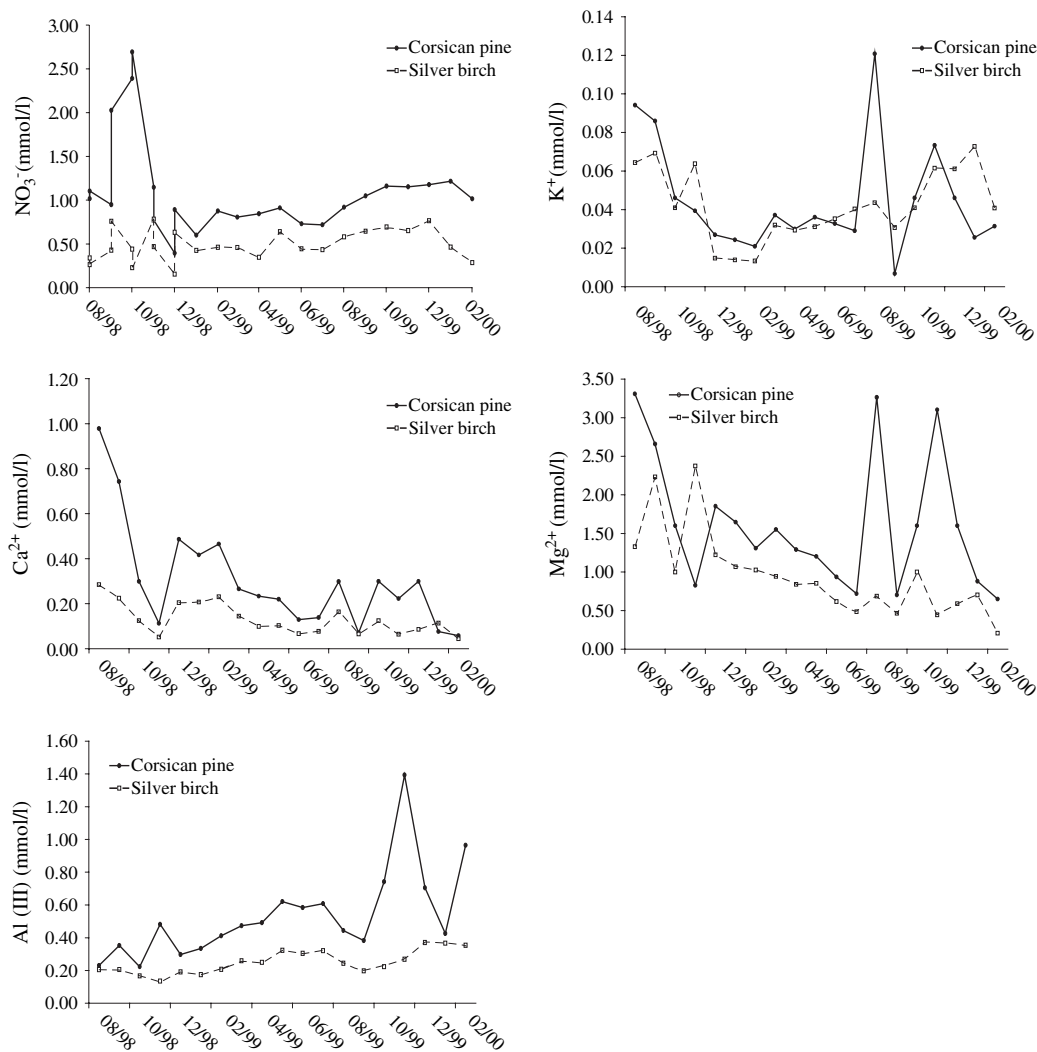 NO₃⁻ (mmol/l)
3.00
2.50
2.00
1.50
1.00
0.50
0.00
Corsican pine
Silver birch
08/98 10/98 12/98 02/99 04/99 06/99 08/99 10/99 12/99 02/00
K⁺ (mmol/l)
0.14
0.12
0.10
0.08
0.06
0.04
0.02
0.00
Corsican pine
Silver birch
08/98 10/98 12/98 02/99 04/99 06/99 08/99 10/99 12/99 02/00
Ca²⁺ (mmol/l)
1.20
1.00
0.80
0.60
0.40
0.20
0.00
Corsican pine
Silver birch
08/98 10/98 12/98 02/99 04/99 06/99 08/99 10/99 12/99 02/00
Mg²⁺ (mmol/l)
3.50
3.00
2.50
2.00
1.50
1.00
0.50
0.00
Corsican pine
Silver birch
08/98 10/98 12/98 02/99 04/99 06/99 08/99 10/99 12/99 02/00
Al (III) (mmol/l)
1.60
1.40
1.20
1.00
0.80
0.60
0.40
0.20
0.00
Corsican pine
Silver birch
08/98 10/98 12/98 02/99 04/99 06/99 08/99 10/99 12/99 02/00